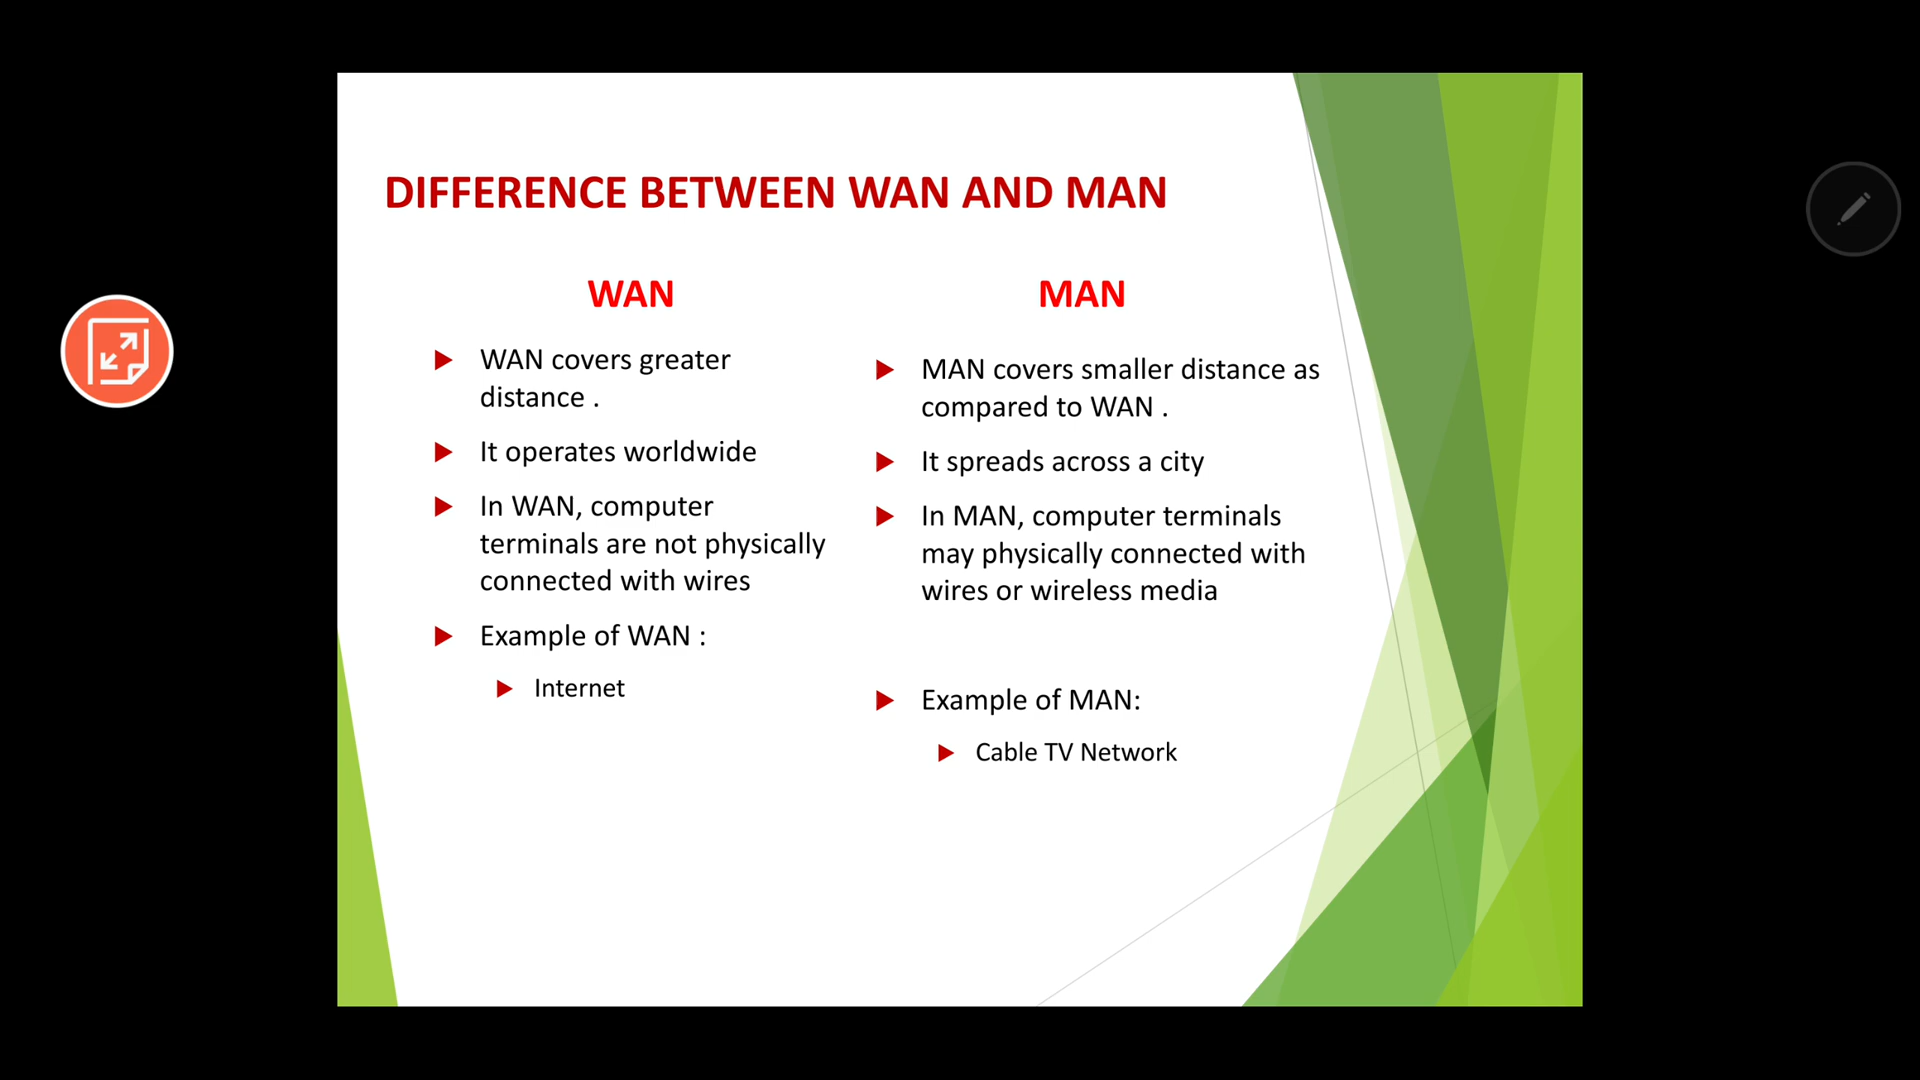 DIFFERENCE BETWEEN WAN AND MAN
WAN
WAN covers greater
distance .
It operates worldwide
In WAN, computer
terminals are not physically
connected with wires
Example of WAN :
Internet
MAN
MAN covers smaller distance as
compared to WAN .
It spreads across a city
In MAN, computer terminals
may physically connected with
wires or wireless media
Example of MAN:
Cable TV Network